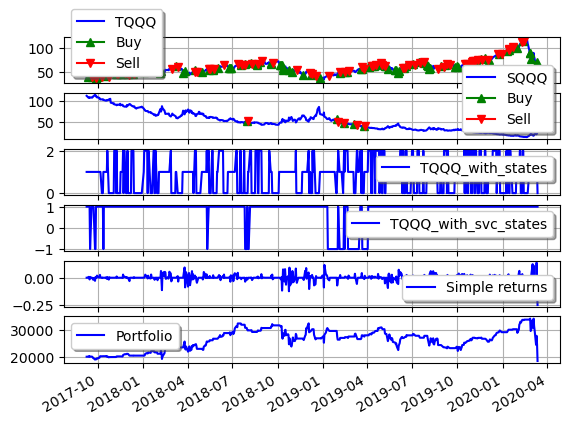 TQQQ
Buy
Sell
100
50
SQQQ
Buy
Sell
100
50
TQQQ_with_states
2
0
TQQQ_with_svc_states
1
0
−1
Simple returns
0.00
−0.25
Portfolio
30000
20000
2017-10
2018-01
2018-04
2018-07
2018-10
2019-01
2019-04
2019-07
2019-10
2020-01
2020-04